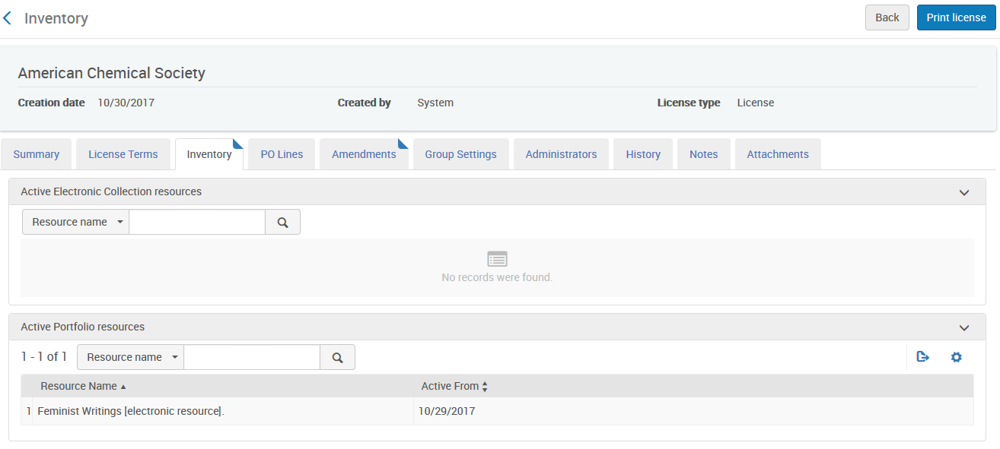 Inventory
Back
Print license
American Chemical Society
Creation date 10/30/2017 Created by System License type License
Summary License Terms Inventory PO Lines Amendments Group Settings Administrators History Notes Attachments
Active Electronic Collection resources
Resource name
No records were found.
Active Portfolio resources
1 - 1 of 1 Resource name
Resource Name Active From
1 Feminist Writings [electronic resource]. 10/29/2017